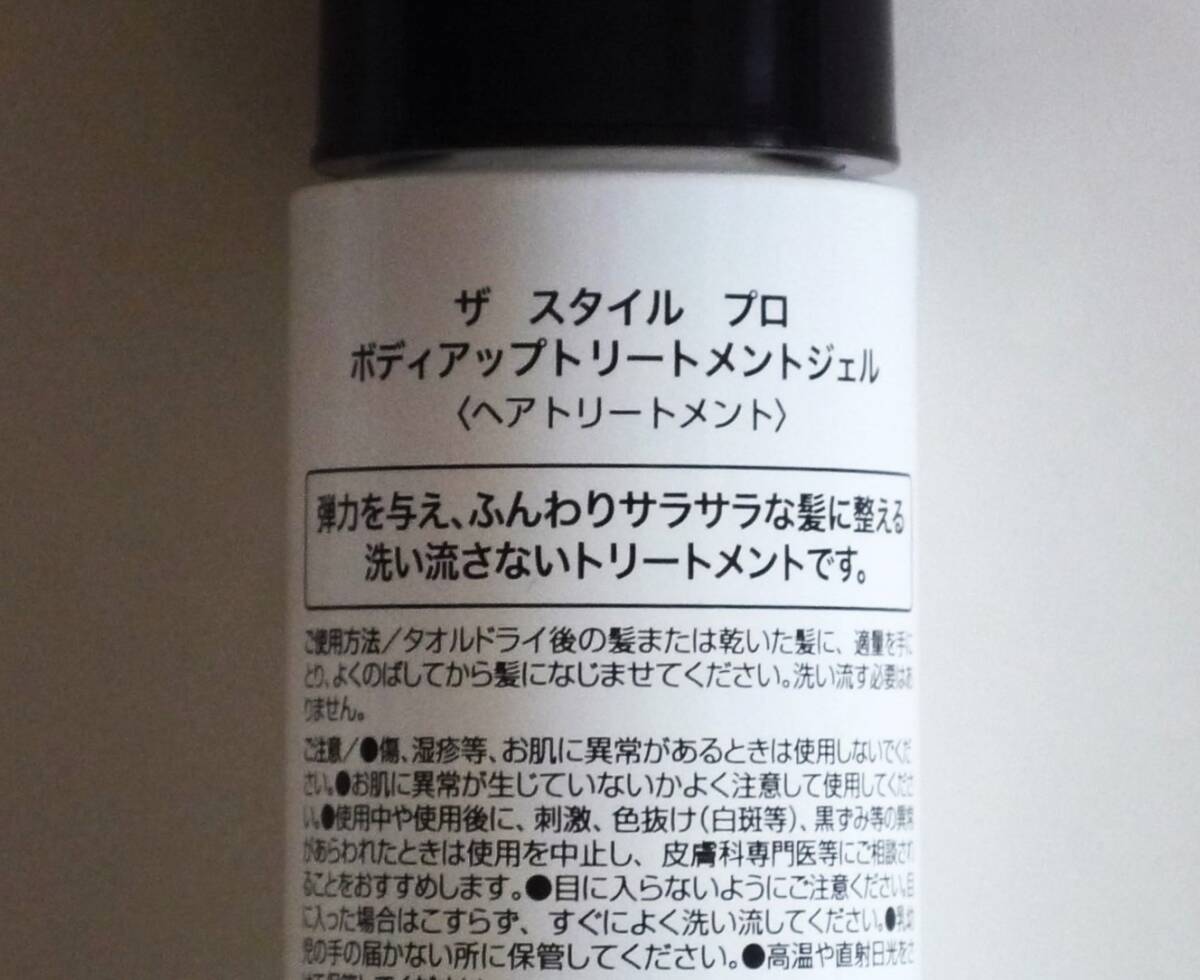 ザ スタイル プロ
ボディアップトリートメントジェル
〈ヘアトリートメント〉
弾力を与え、ふんわりサラサラな髪に整える
洗い流さないトリートメントです。
ご使用方法/タオルドライ後の髪または乾いた髪に、適量を手に
とり、よくのばしてから髪になじませてください。洗い流す必要はあ
りません。
ご注意/●傷、湿疹等、お肌に異常があるときは使用しないでくだ
さい。●お肌に異常が生じていないかよく注意して使用してくださ
い。●使用中や使用後に、刺激、色抜け(白斑等)、黒ずみ等の異常
があらわれたときは使用を中止し、皮膚科専門医等にご相談され
ることをおすすめします。●目に入らないようにご注意ください。目
に入った場合はこすらず、すぐによく洗い流してください。●乳幼
児の手の届かない所に保管してください。●高温や直射日光をさ
けて保管してください。